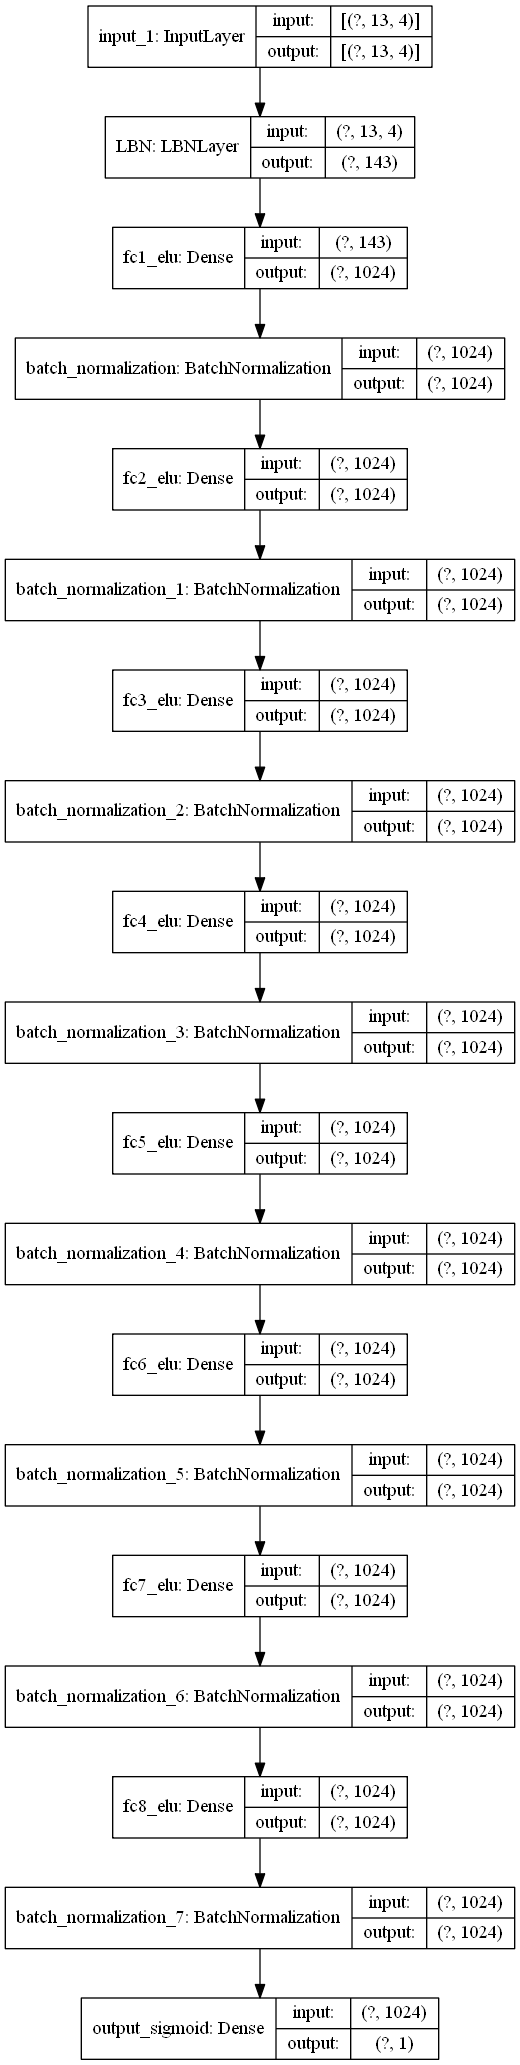 input_1: InputLayer
input:
[(?, 13, 4)]
output:
[(?, 13, 4)]
LBN: LBNLayer
input:
(?, 13, 4)
output:
(?, 143)
fc1_elu: Dense
input:
(?, 143)
output:
(?, 1024)
batch_normalization: BatchNormalization
input:
(?, 1024)
output:
(?, 1024)
fc2_elu: Dense
input:
(?, 1024)
output:
(?, 1024)
batch_normalization_1: BatchNormalization
input:
(?, 1024)
output:
(?, 1024)
fc3_elu: Dense
input:
(?, 1024)
output:
(?, 1024)
batch_normalization_2: BatchNormalization
input:
(?, 1024)
output:
(?, 1024)
fc4_elu: Dense
input:
(?, 1024)
output:
(?, 1024)
batch_normalization_3: BatchNormalization
input:
(?, 1024)
output:
(?, 1024)
fc5_elu: Dense
input:
(?, 1024)
output:
(?, 1024)
batch_normalization_4: BatchNormalization
input:
(?, 1024)
output:
(?, 1024)
fc6_elu: Dense
input:
(?, 1024)
output:
(?, 1024)
batch_normalization_5: BatchNormalization
input:
(?, 1024)
output:
(?, 1024)
fc7_elu: Dense
input:
(?, 1024)
output:
(?, 1024)
batch_normalization_6: BatchNormalization
input:
(?, 1024)
output:
(?, 1024)
fc8_elu: Dense
input:
(?, 1024)
output:
(?, 1024)
batch_normalization_7: BatchNormalization
input:
(?, 1024)
output:
(?, 1024)
output_sigmoid: Dense
input:
(?, 1024)
output:
(?, 1)